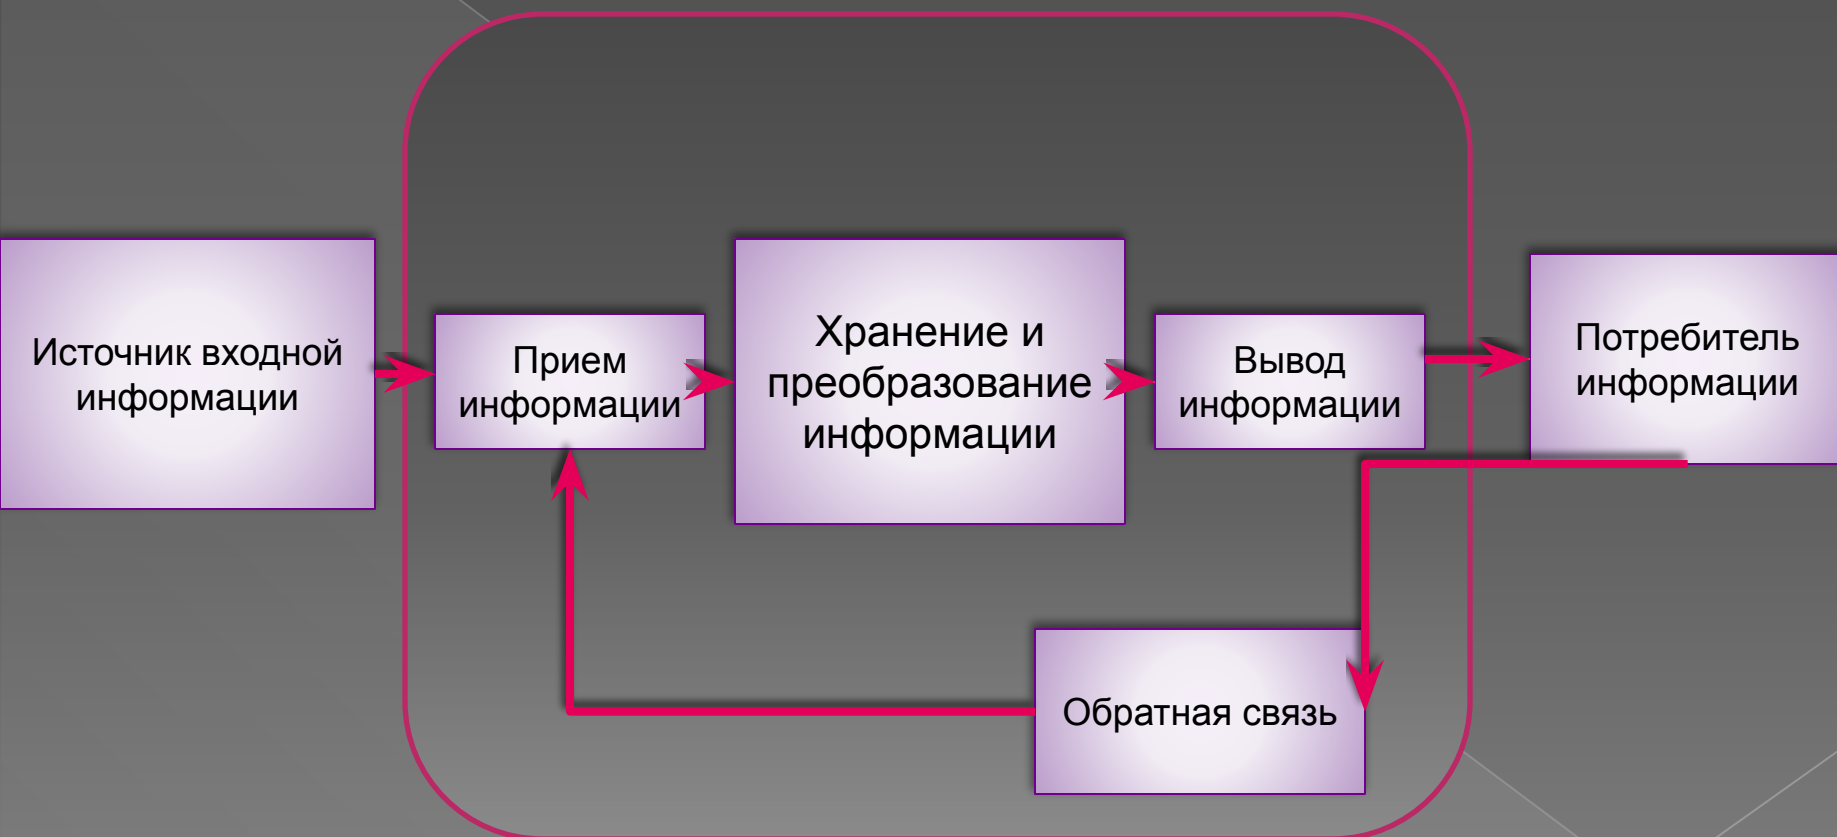 Источник входной
информации
Прием
информации
Хранение и
преобразование
информации
Вывод
информации
Потребитель
информации
Обратная связь